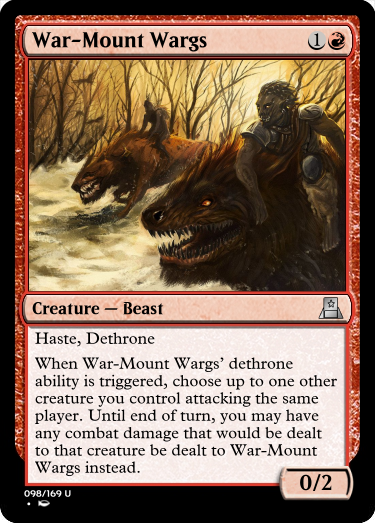 War-Mount Wargs
1R
Creature — Beast
Haste, Dethrone
When War-Mount Wargs' dethrone
ability is triggered, choose up to one other
creature you control attacking the same
player. Until end of turn, you may have
any combat damage that would be dealt
to that creature be dealt to War-Mount
Wargs instead.
0/2
098/169 U